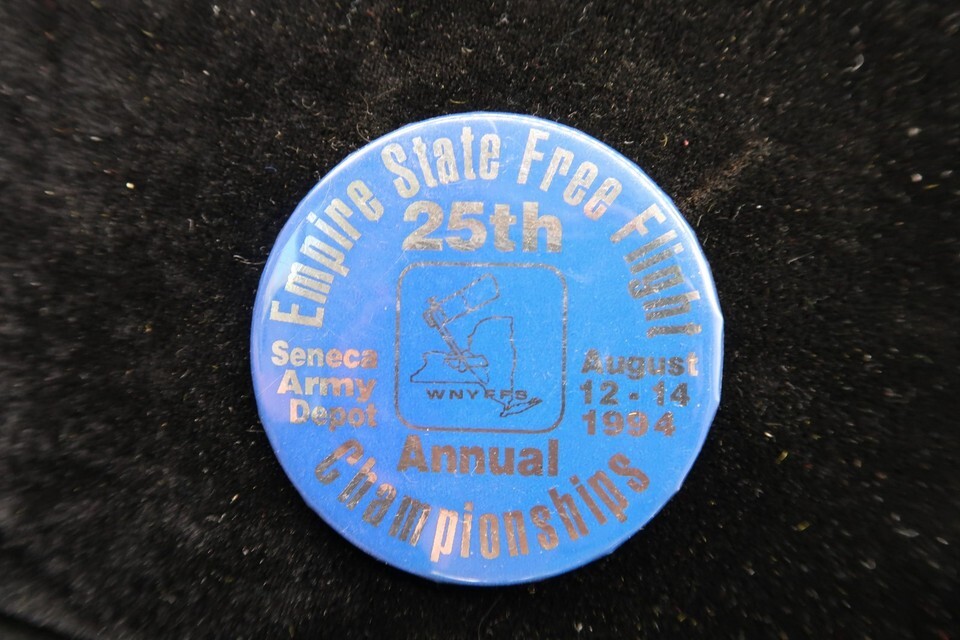 Empire State Free Flight
25th
Seneca
Army
Depot
WNYFFS
August
12 - 14
1994
Annual
Championships